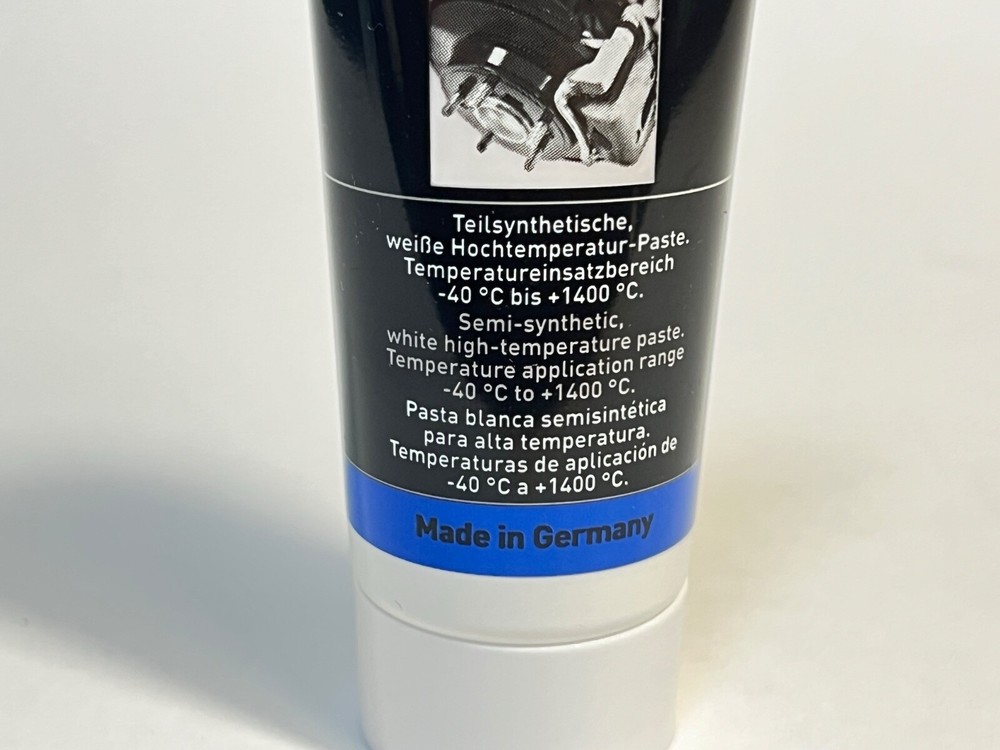 Teilsynthetische,
weiße Hochtemperatur-Paste.
Temperatureinsatzbereich
-40 °C bis +1400 °C.
Semi-synthetic,
white high-temperature paste.
Temperature application range
-40 °C to +1400 °C.
Pasta blanca semisintética
para alta temperatura.
Temperaturas de aplicación de
-40 °C a +1400 °C.
Made in Germany